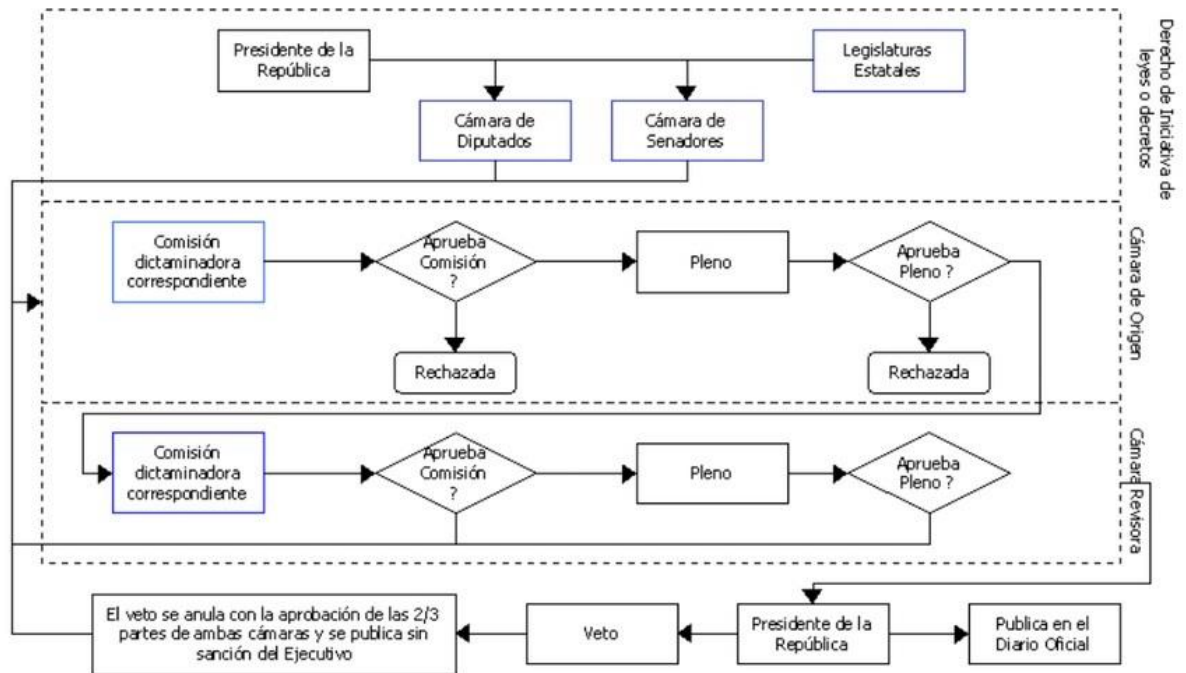 Presidente de la
República
Legislaturas
Estatales
Derecho de Iniciativa de
leyes o decretos
Cámara de
Diputados
Cámara de
Senadores
Comisión
dictaminadora
correspondiente
Aprueba
Comisión
?
Pleno
Aprueba
Pleno ?
Cámara de Origen
Rechazada
Rechazada
Comisión
dictaminadora
correspondiente
Aprueba
Comisión
?
Pleno
Aprueba
Pleno ?
Cámara Revisora
El veto se anula con la aprobación de las 2/3
partes de ambas cámaras y se publica sin
sanción del Ejecutivo
Veto
Presidente de la
República
Publica en el
Diario Oficial